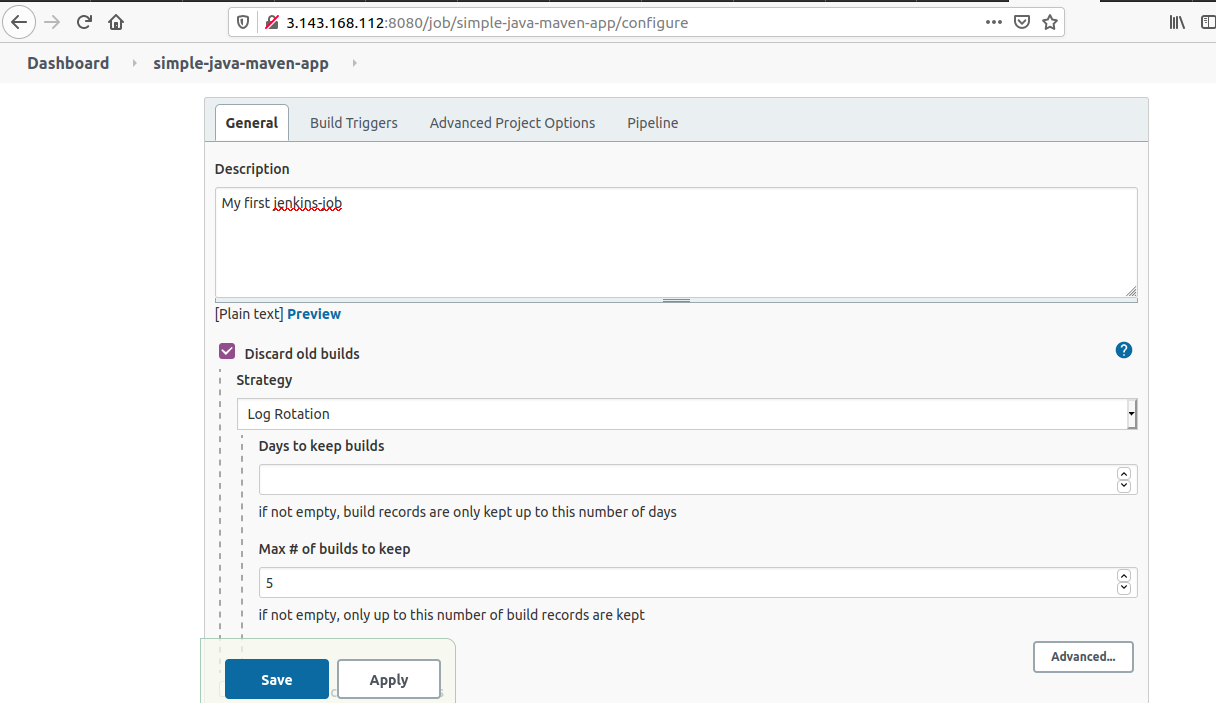 3.143.168.112:8080/job/simple-java-maven-app/configure
Dashboard simple-java-maven-app
General Build Triggers Advanced Project Options Pipeline
Description
My first jenkins-job
[Plain text] Preview
Discard old builds ?
Strategy
Log Rotation
Days to keep builds
if not empty, build records are only kept up to this number of days
Max # of builds to keep
5
if not empty, only up to this number of build records are kept
Advanced...
Save Apply